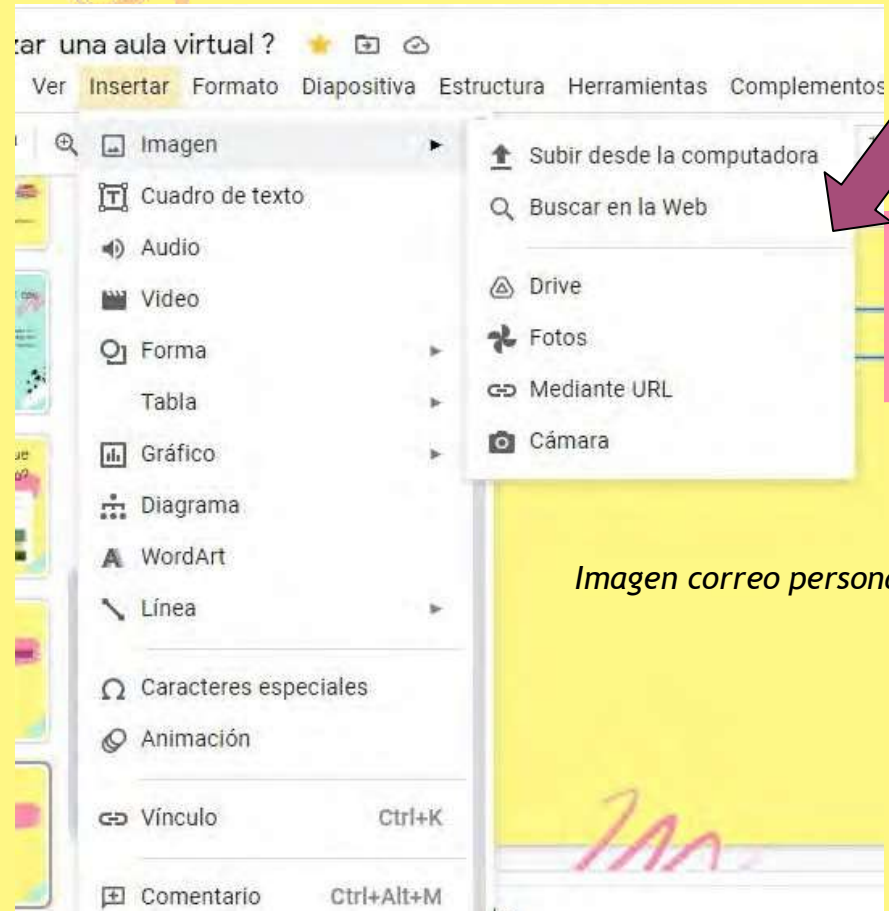 una aula virtual ?
Ver Insertar Formato Diapositiva Estructura Herramientas Complementos
Imagen
Cuadro de texto
Audio
Video
Forma
Tabla
Gráfico
Diagrama
WordArt
Línea
Caracteres especiales
Animación
Vínculo Ctrl+K
Comentario Ctrl+Alt+M
Subir desde la computadora
Buscar en la Web
Drive
Fotos
Mediante URL
Cámara
Imagen correo